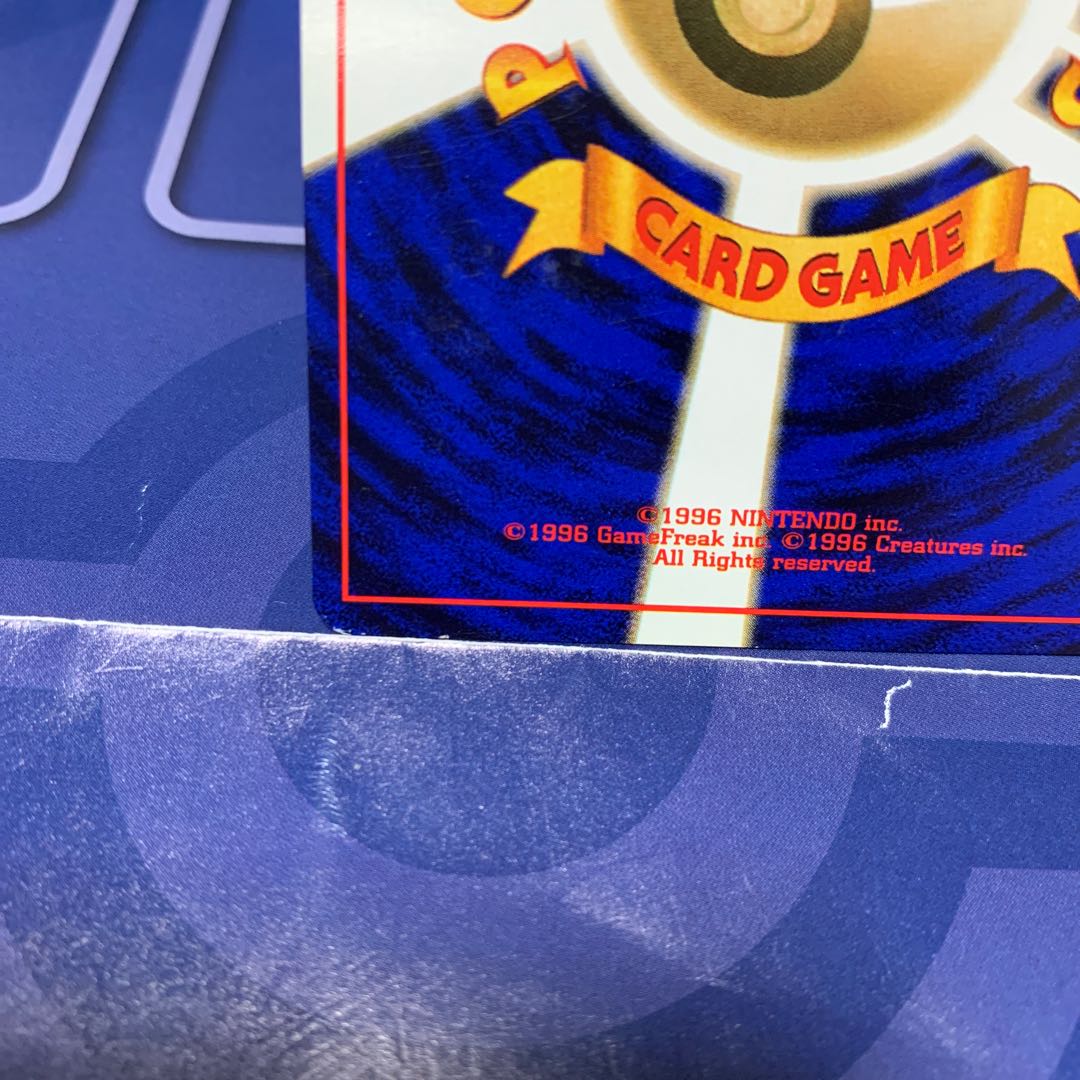 CARD GAME
©1996 NINTENDO inc.
©1996 GameFreak inc. ©1996 Creatures inc.
All Rights reserved.